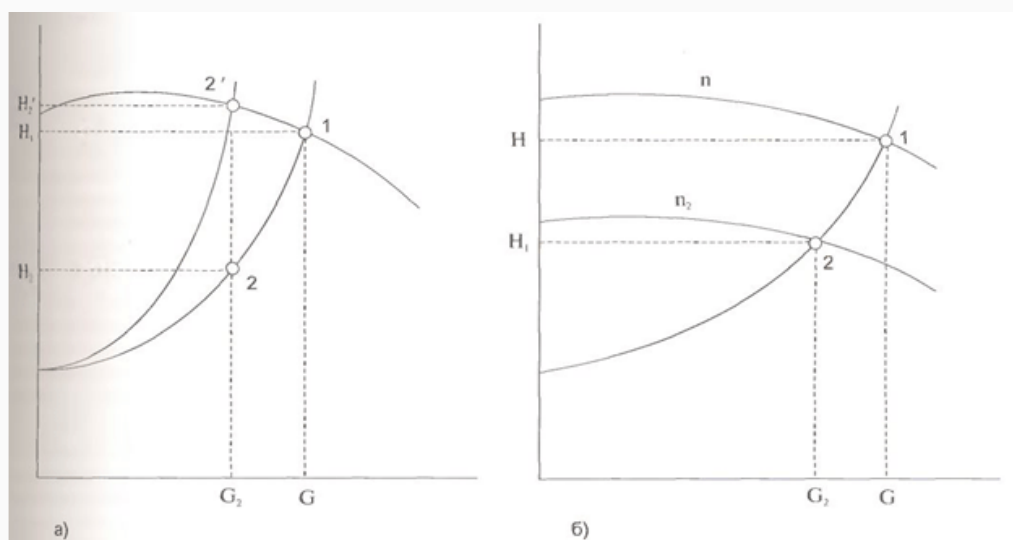 2'
H₂'
1
H₁
H₂
2
G₂
G
а)
n
1
H
n₂
H₁
2
G₂
G
б)